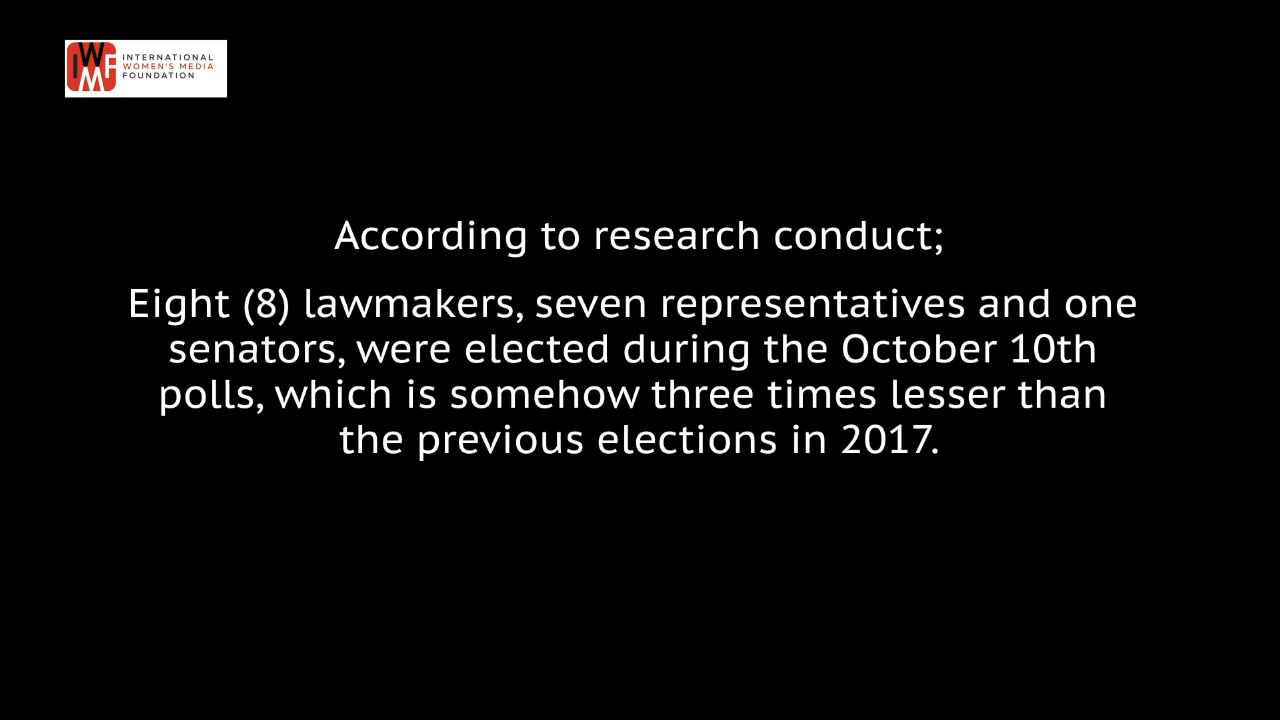 IWMF
INTERNATIONAL
WOMEN'S MEDIA
FOUNDATION
According to research conduct;
Eight (8) lawmakers, seven representatives and one
senators, were elected during the October 10th
polls, which is somehow three times lesser than
the previous elections in 2017.